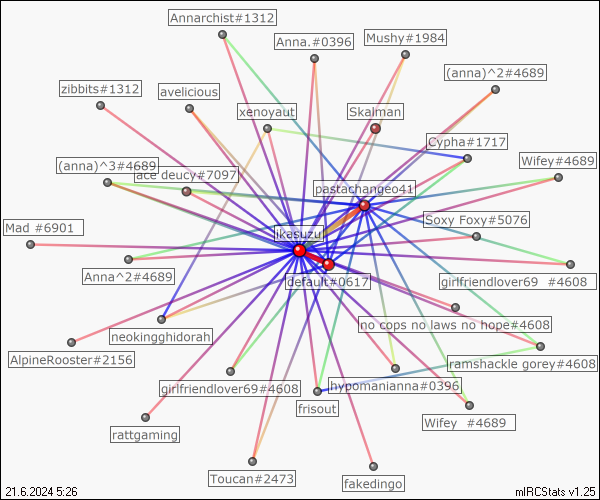 Annarchist#1312
Anna.#0396
Mushy#1984
(anna)^2#4689
zibbits#1312
avelicious
xenoyaut
Skalman
Cypha#1717
Wifey#4689
(anna)^3#4689
ace deucy#7097
pastachangeo41
Soxy Foxy#5076
Mad #6901
ikasuzu
Anna^2#4689
default#0617
girlfriendlover69 #4608
neokingghidorah
no cops no laws no hope#4608
AlpineRooster#2156
ramshackle gorey#4608
girlfriendlover69#4608
hypomanianna#0396
frisout
Wifey #4689
rattgaming
Toucan#2473
fakedingo
21.6.2024 5:26
mIRCStats v1.25